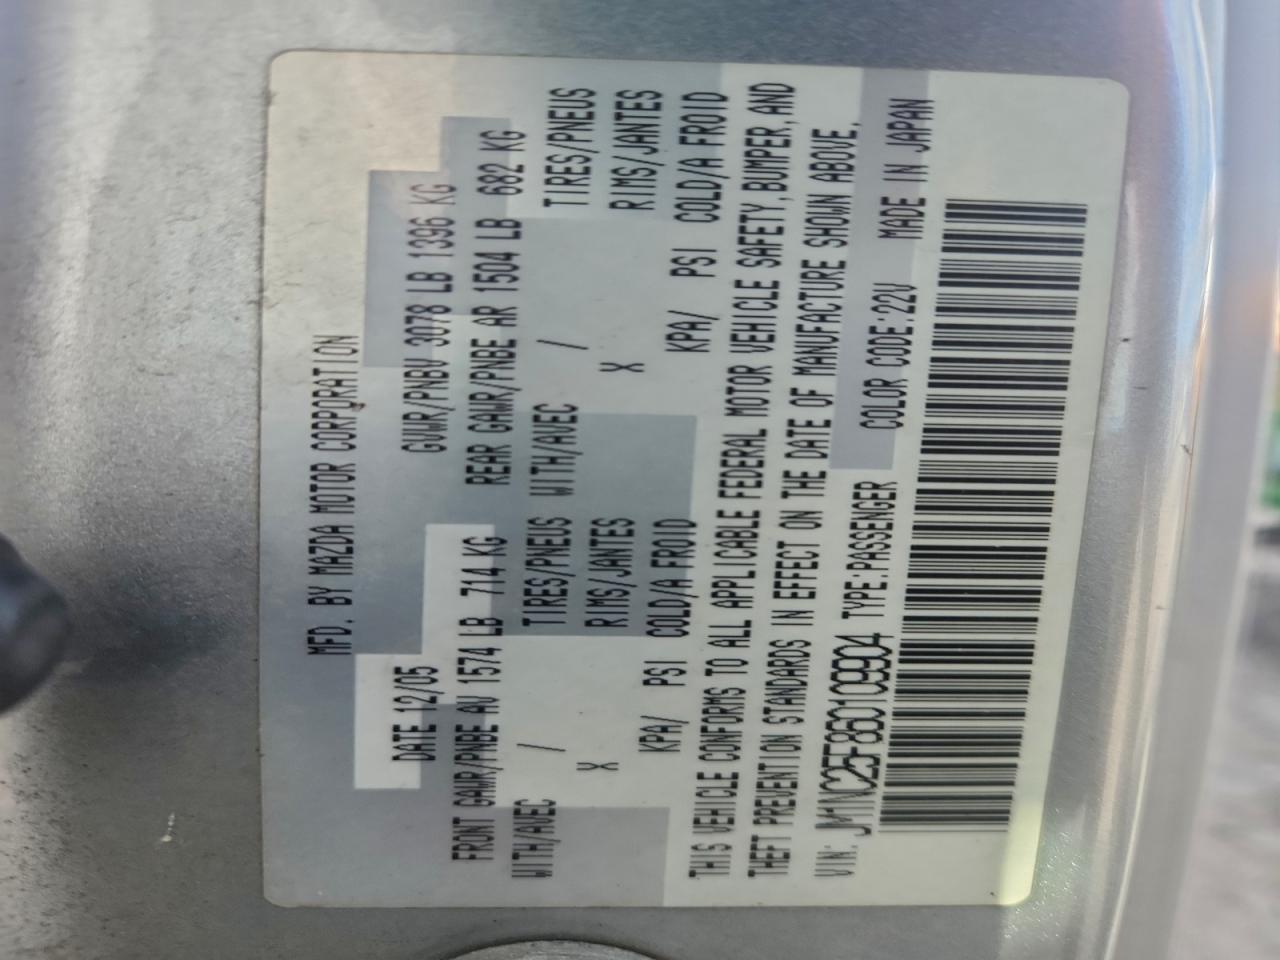 MFD. BY MAZDA MOTOR CORPORATION
DATE 12/05 GVWR/PNBV 3078 LB 1396 KG
FRONT GAWR/PNBE AV 1574 LB 714 KG REAR GAWR/PNBE AR 1504 LB 682 KG
WITH/AVEC / TIRES/PNEUS WITH/AVEC / TIRES/PNEUS
X RIMS/JANTES X RIMS/JANTES
KPA/ PSI COLD/A FROID KPA/ PSI COLD/A FROID
THIS VEHICLE CONFORMS TO ALL APPLICABLE FEDERAL MOTOR VEHICLE SAFETY, BUMPER, AND
THEFT PREVENTION STANDARDS IN EFFECT ON THE DATE OF MANUFACTURE SHOWN ABOVE.
VIN: JM1NC25F860109904 TYPE:PASSENGER COLOR CODE:22V MADE IN JAPAN